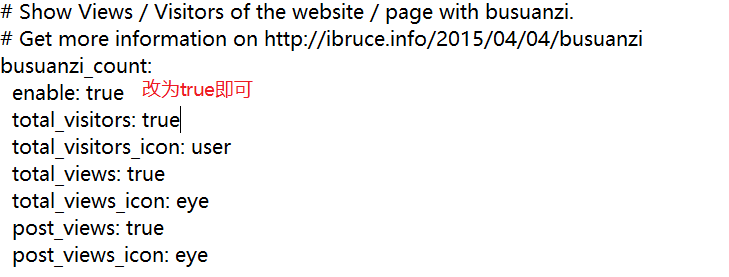 # Show Views / Visitors of the website / page with busuanzi.
# Get more information on http://ibruce.info/2015/04/04/busuanzi
busuanzi_count:
  enable: true 改为true即可
  total_visitors: true
  total_visitors_icon: user
  total_views: true
  total_views_icon: eye
  post_views: true
  post_views_icon: eye